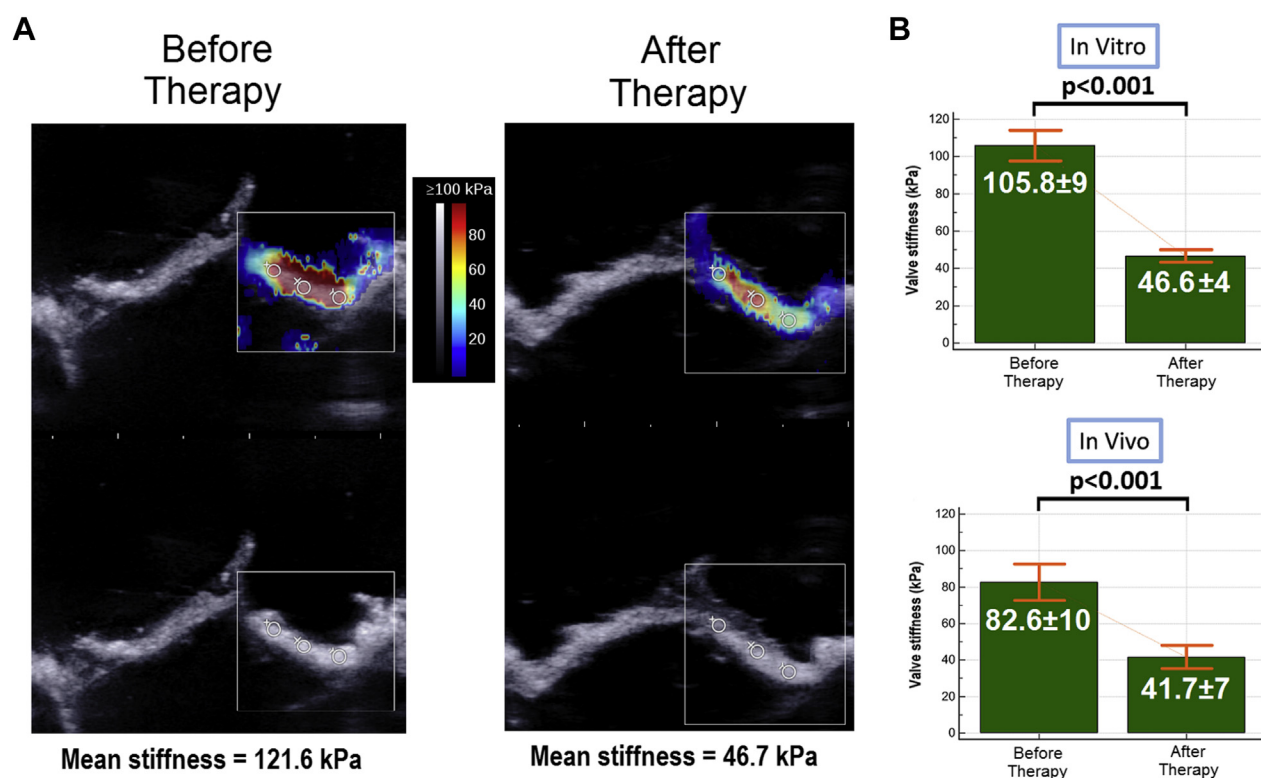 A
Before
Therapy
After
Therapy
≥100 kPa
80
60
40
20
Mean stiffness = 121.6 kPa
Mean stiffness = 46.7 kPa
B
In Vitro
p<0.001
Valve stiffness (kPa)
120
100
80
60
40
20
0
105.8±9
46.6±4
Before
Therapy
After
Therapy
In Vivo
p<0.001
Valve stiffness (kPa)
120
100
80
60
40
20
0
82.6±10
41.7±7
Before
Therapy
After
Therapy